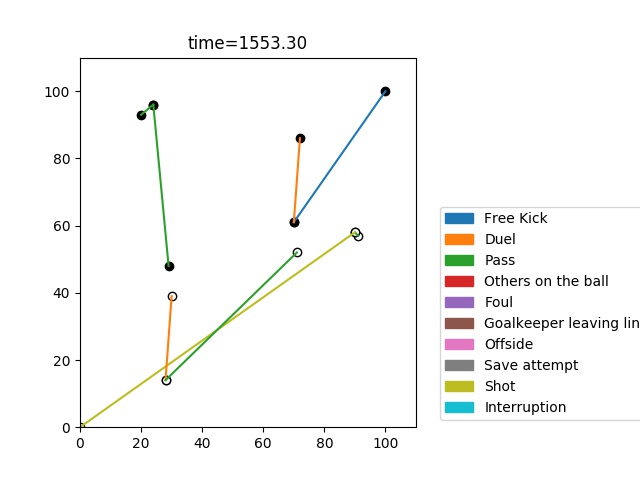 time=1553.30
100
80
60
40
20
0
0 20 40 60 80 100
Free Kick
Duel
Pass
Others on the ball
Foul
Goalkeeper leaving lin
Offside
Save attempt
Shot
Interruption